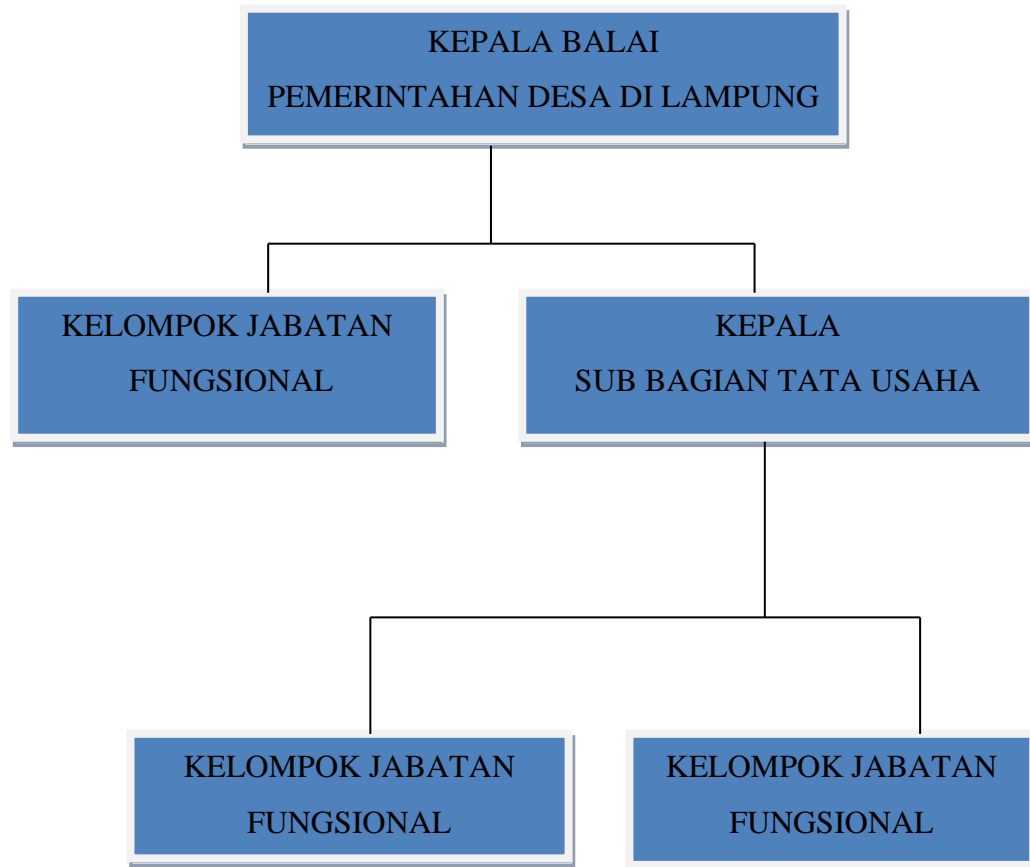 KEPALA BALAI
PEMERINTAHAN DESA DI LAMPUNG
KELOMPOK JABATAN
FUNGSIONAL
KEPALA
SUB BAGIAN TATA USAHA
KELOMPOK JABATAN
FUNGSIONAL
KELOMPOK JABATAN
FUNGSIONAL